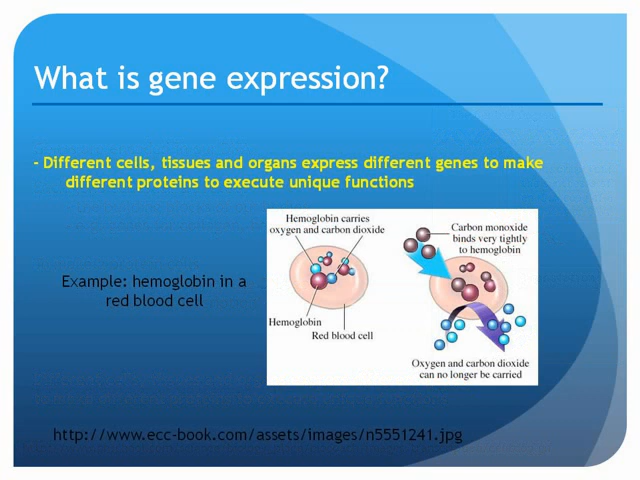 What is gene expression?
- Different cells, tissues and organs express different genes to make
different proteins to execute unique functions
Example: hemoglobin in a
red blood cell
Hemoglobin carries
oxygen and carbon dioxide
Hemoglobin
Red blood cell
Carbon monoxide
binds very tightly
to hemoglobin
Oxygen and carbon dioxide
can no longer be carried
http://www.ecc-book.com/assets/images/n5551241.jpg